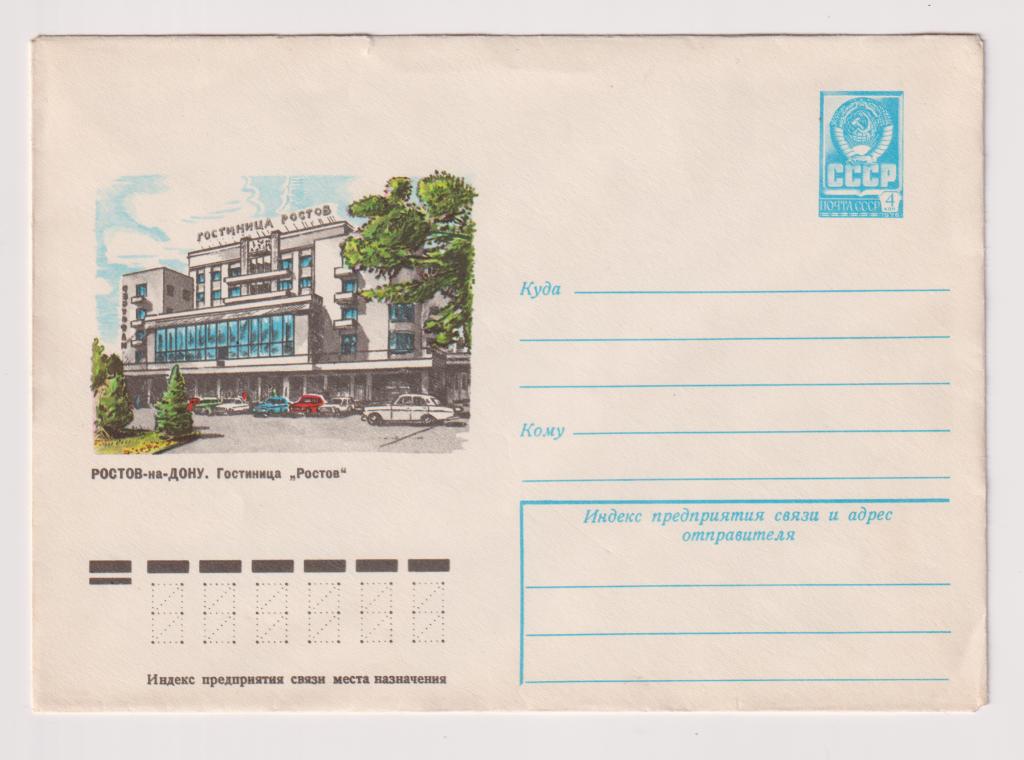 СССР
ПОЧТА СССР 4 КОП
ГОСТИНИЦА РОСТОВ
РОСТОВ-на-ДОНУ. Гостиница „Ростов“
Куда
Кому
Индекс предприятия связи и адрес
отправителя
Индекс предприятия связи места назначения